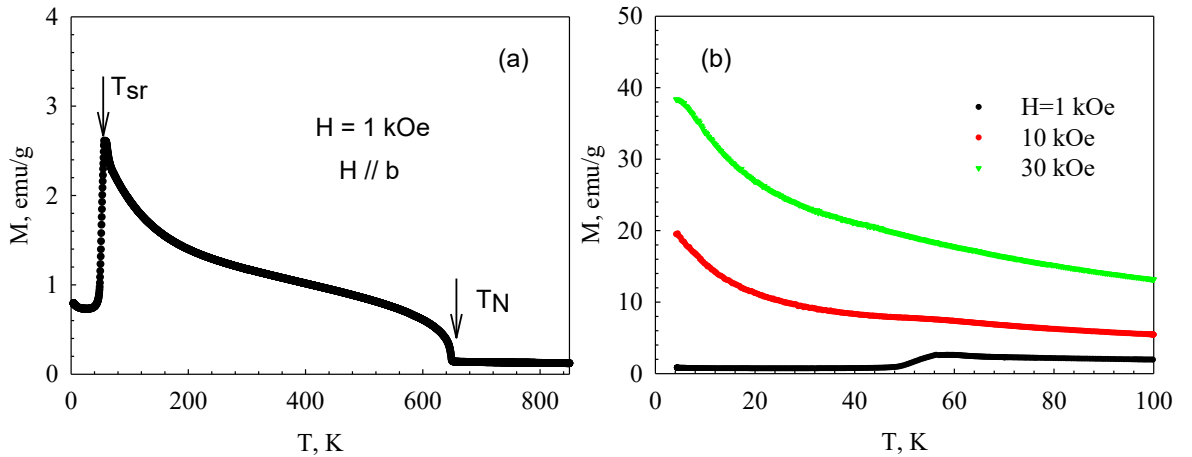 (a)
T_sr
H = 1 kOe
H // b
T_N
M, emu/g
4
3
2
1
0
0 200 400 600 800
T, K
(b)
H=1 kOe
10 kOe
30 kOe
M, emu/g
50
40
30
20
10
0
0 20 40 60 80 100
T, K